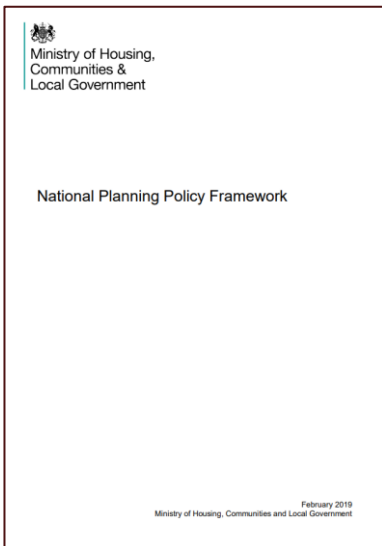 Ministry of Housing,
Communities &
Local Government
National Planning Policy Framework
February 2019
Ministry of Housing, Communities and Local Government